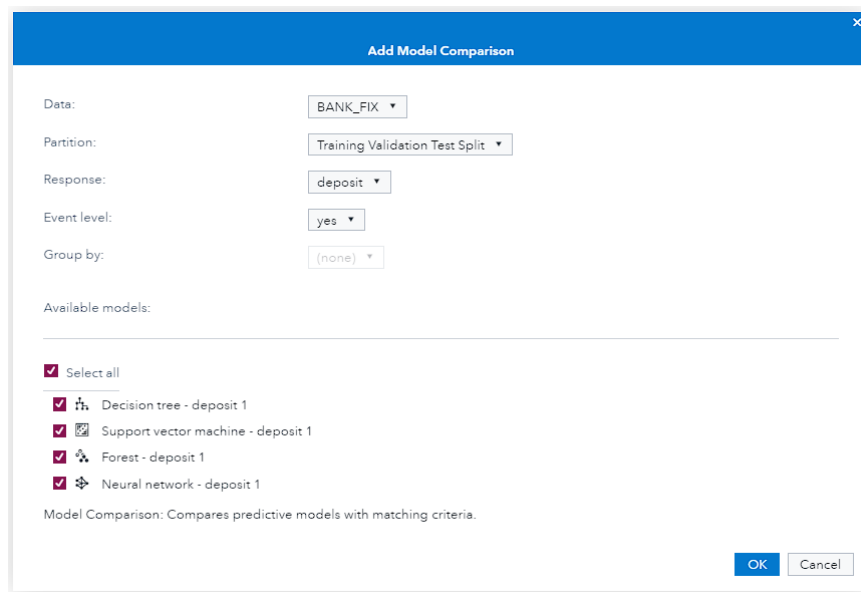 Add Model Comparison
Data: BANK_FIX
Partition: Training Validation Test Split
Response: deposit
Event level: yes
Group by: (none)
Available models:
Select all
Decision tree - deposit 1
Support vector machine - deposit 1
Forest - deposit 1
Neural network - deposit 1
Model Comparison: Compares predictive models with matching criteria.
OK Cancel